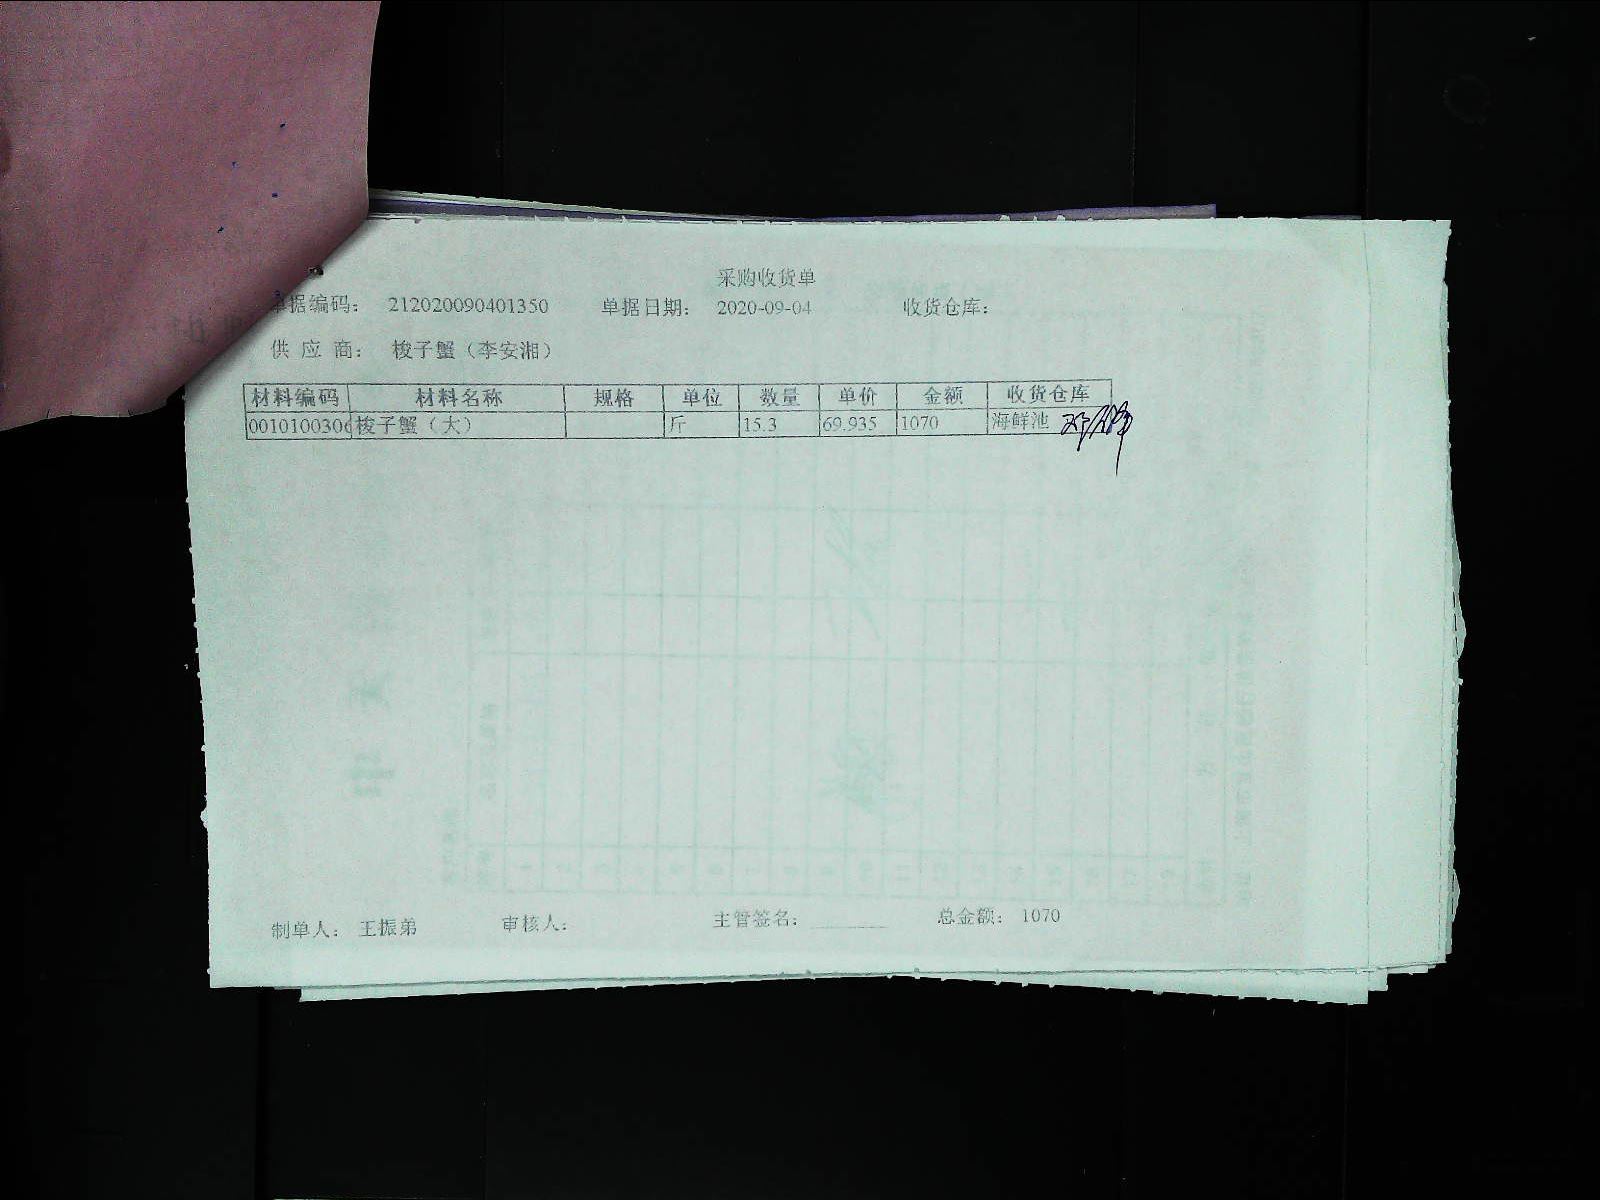 采购收货单
单据编码： 212020090401350 单据日期： 2020-09-04 收货仓库：
供 应 商： 梭子蟹（李安湘）
材料编码 材料名称 规格 单位 数量 单价 金额 收货仓库
0010100306 梭子蟹（大） 斤 15.3 69.935 1070 海鲜池
制单人： 王振弟 审核人： 主管签名： 总金额： 1070